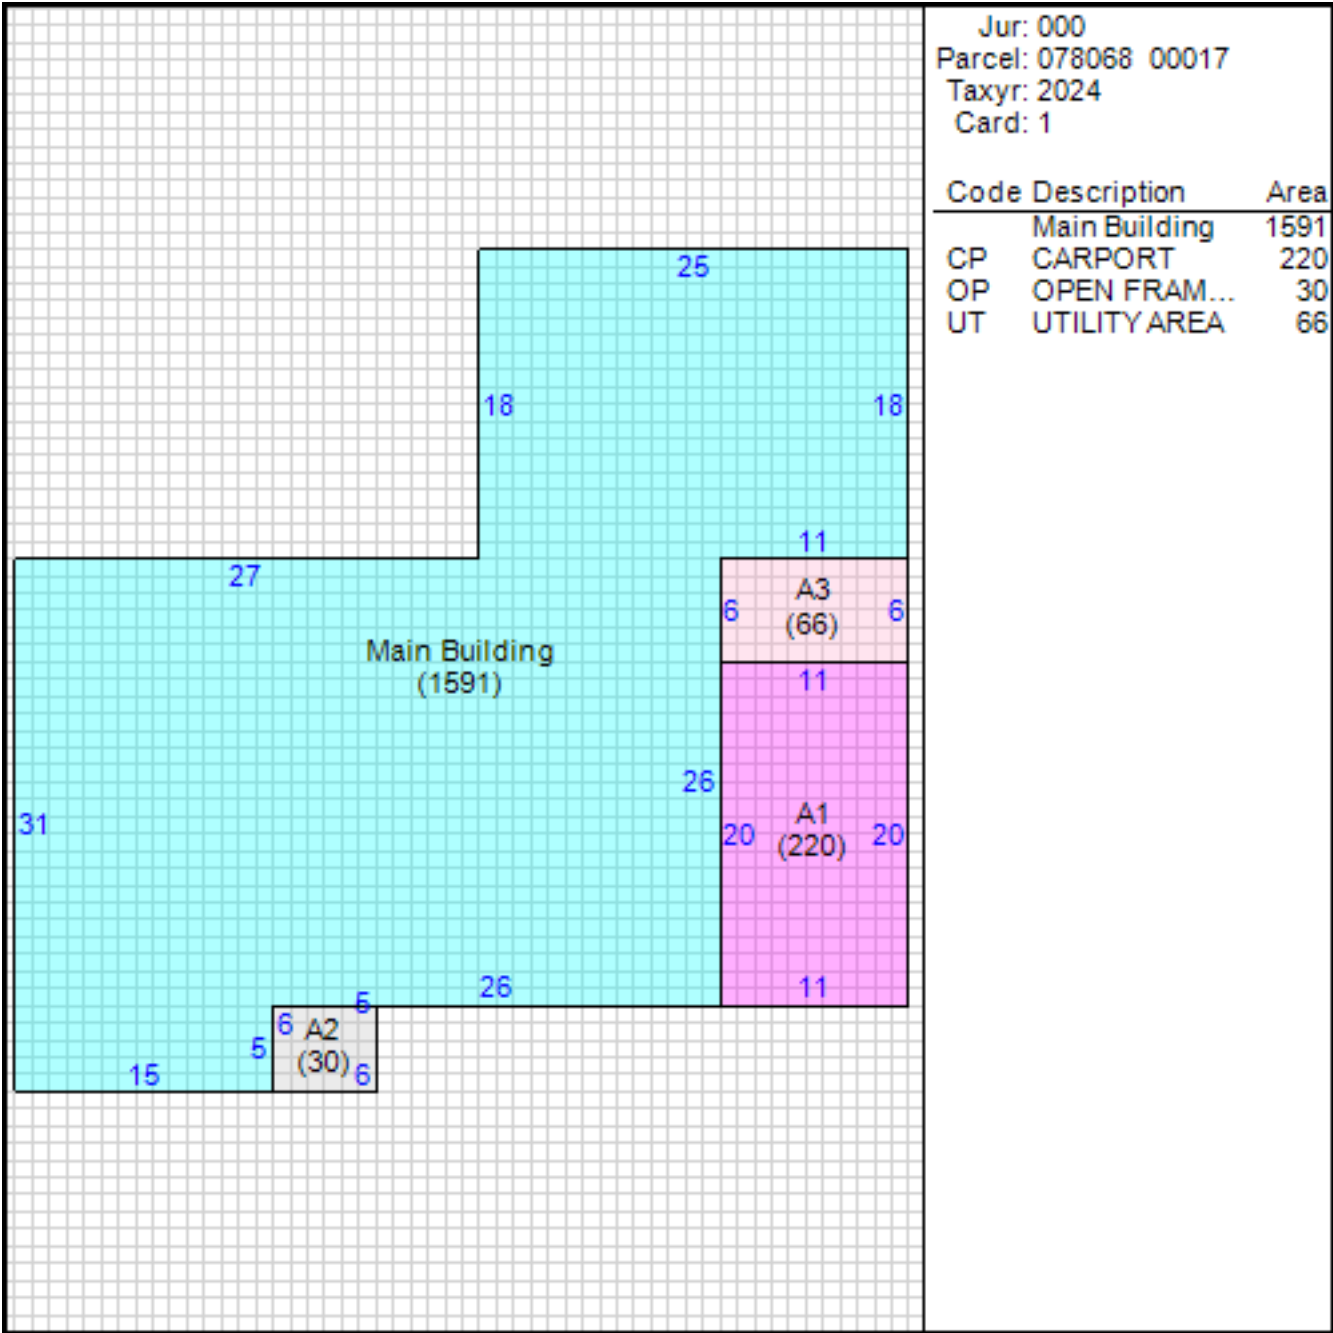 Jur: 000
Parcel: 078068 00017
Taxyr: 2024
Card: 1
Code Description Area
Main Building 1591
CP CARPORT 220
OP OPEN FRAM... 30
UT UTILITY AREA 66
25
18 18
11
27
A3
6 6
(66)
Main Building
(1591)
11
26
31
A1
20 20
(220)
26 11
5
6 A2
5
(30) 6
15